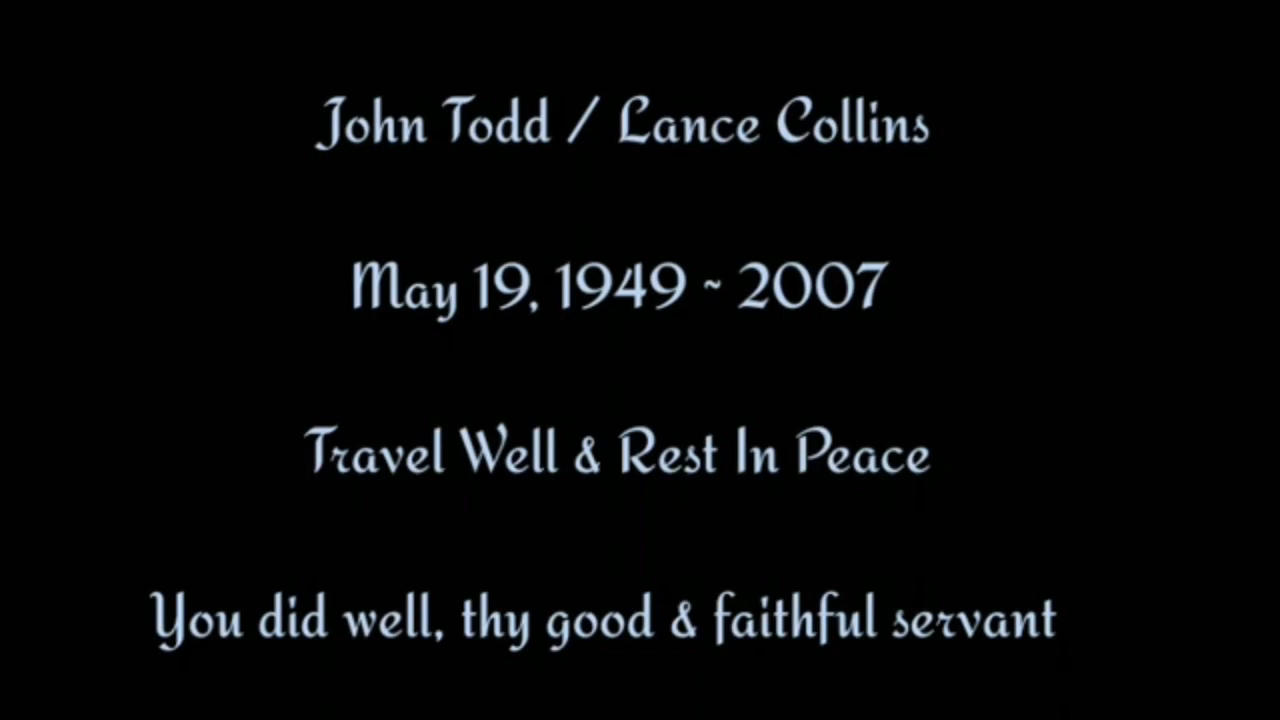 John Todd / Lance Collins
May 19, 1949 ~ 2007
Travel Well & Rest In Peace
You did well, thy good & faithful servant